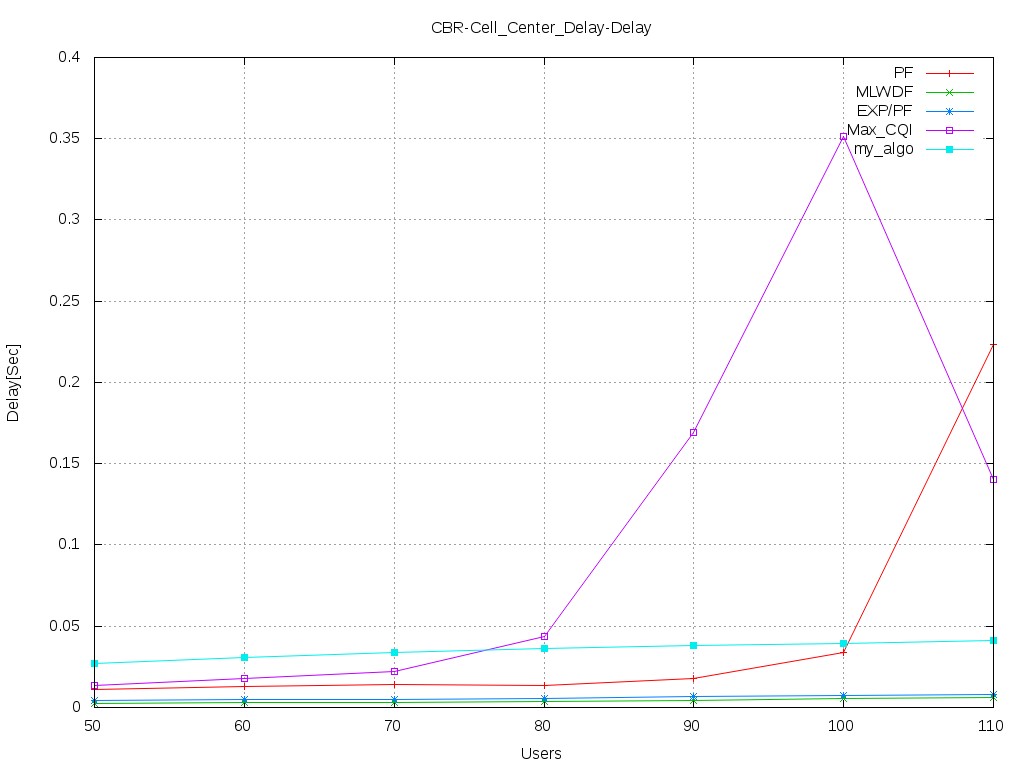 CBR-Cell_Center_Delay-Delay
0.4
0.35
0.3
0.25
0.2
0.15
0.1
0.05
0
Delay[Sec]
PF
MLWDF
EXP/PF
Max_CQI
my_algo
50 60 70 80 90 100 110
Users